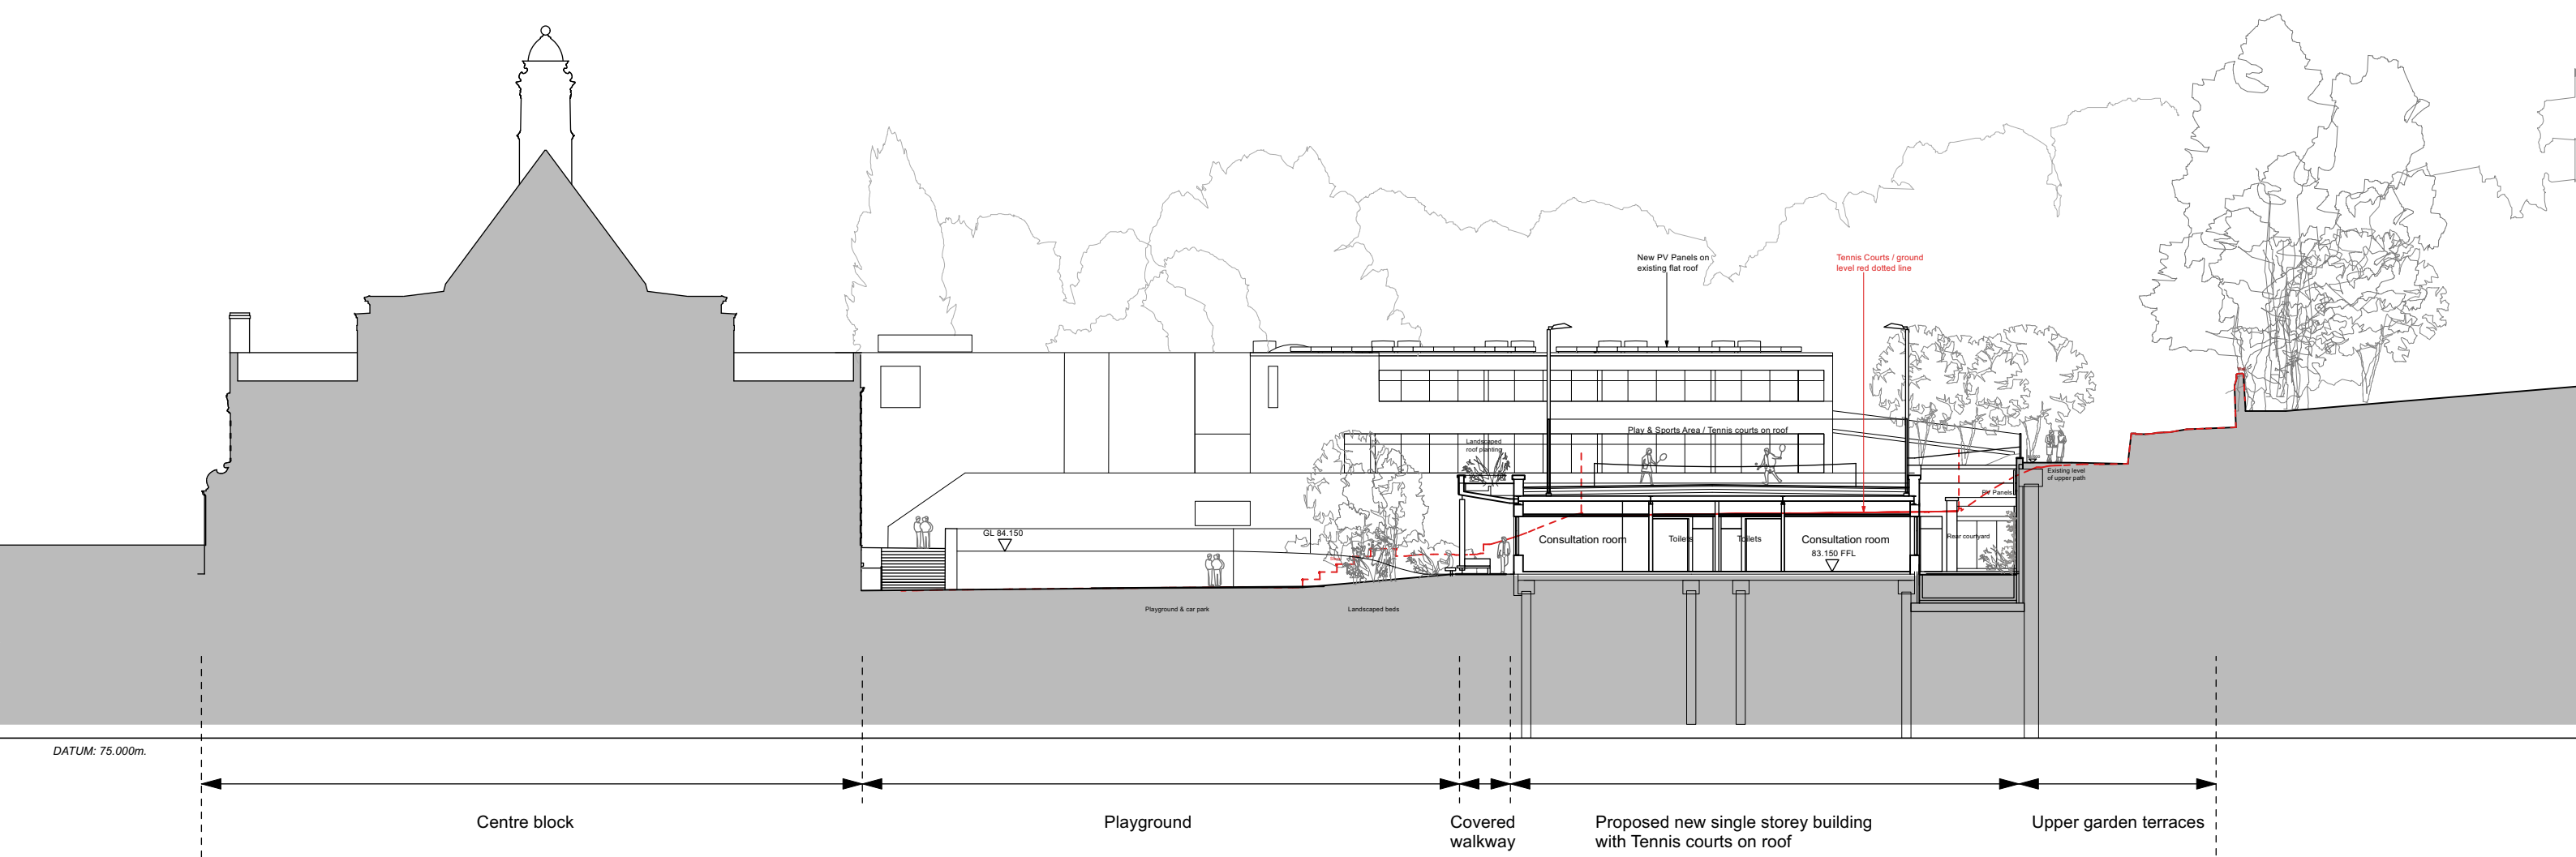 New PV Panels on
existing flat roof
Tennis Courts / ground
level red dotted line
Play & Sports Area / Tennis courts on roof
Landscaped
roof planting
Existing level
of upper path
PV Panels
GL 84.150
Consultation room
Toilets
Toilets
Consultation room
83.150 FFL
Rear courtyard
Playground & car park
Landscaped beds
DATUM: 75.000m.
Centre block
Playground
Covered
walkway
Proposed new single storey building
with Tennis courts on roof
Upper garden terraces